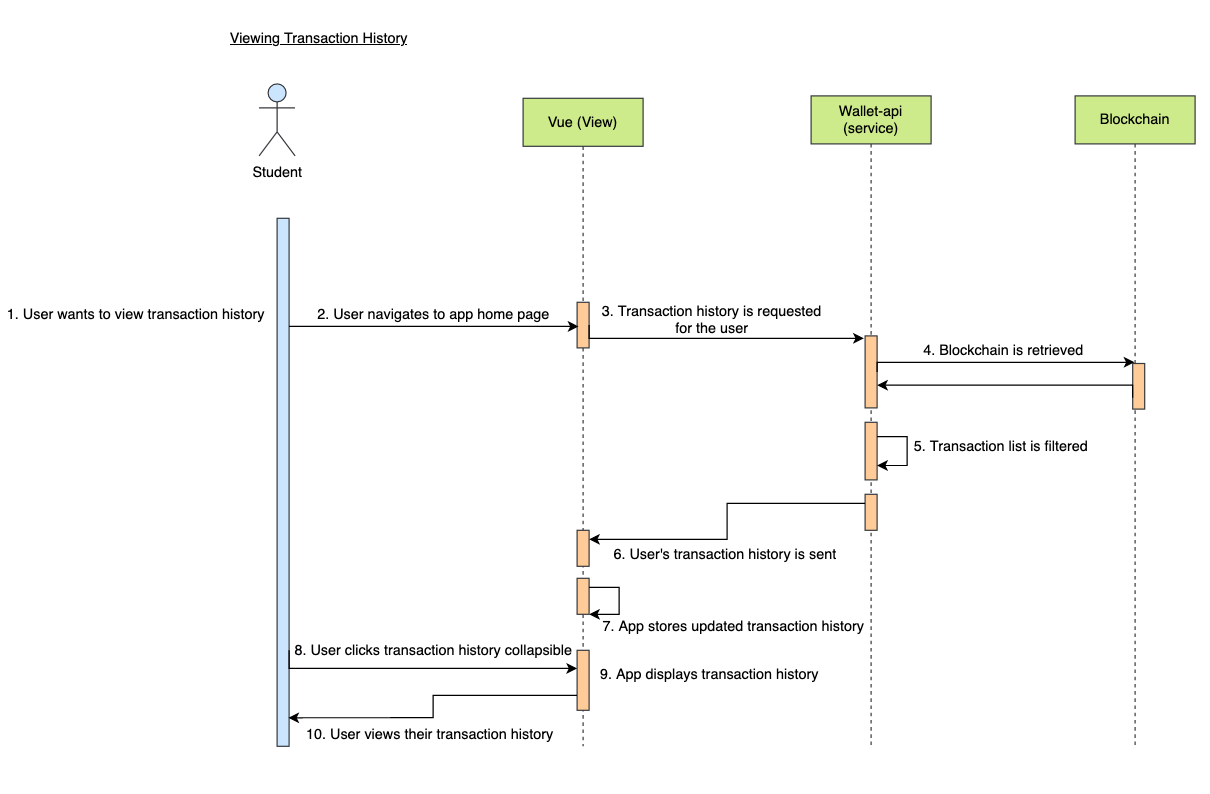 Viewing Transaction History
Student
Vue (View)
Wallet-api
(service)
Blockchain
1. User wants to view transaction history
2. User navigates to app home page
3. Transaction history is requested
for the user
4. Blockchain is retrieved
5. Transaction list is filtered
6. User's transaction history is sent
7. App stores updated transaction history
8. User clicks transaction history collapsible
9. App displays transaction history
10. User views their transaction history